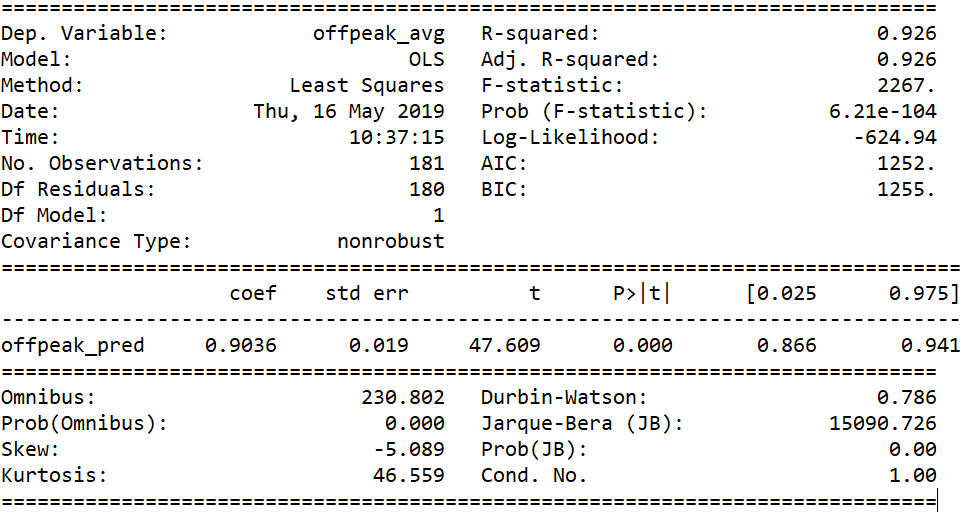 ==============================================================================
Dep. Variable:            offpeak_avg   R-squared:                       0.926
Model:                            OLS   Adj. R-squared:                  0.926
Method:                 Least Squares   F-statistic:                     2267.
Date:                Thu, 16 May 2019   Prob (F-statistic):          6.21e-104
Time:                        10:37:15   Log-Likelihood:                -624.94
No. Observations:                 181   AIC:                             1252.
Df Residuals:                     180   BIC:                             1255.
Df Model:                           1
Covariance Type:            nonrobust
================================================================================
                   coef    std err          t      P>|t|      [0.025      0.975]
--------------------------------------------------------------------------------
offpeak_pred     0.9036      0.019     47.609      0.000       0.866       0.941
==============================================================================
Omnibus:                      230.802   Durbin-Watson:                   0.786
Prob(Omnibus):                  0.000   Jarque-Bera (JB):            15090.726
Skew:                          -5.089   Prob(JB):                         0.00
Kurtosis:                      46.559   Cond. No.                         1.00
==============================================================================